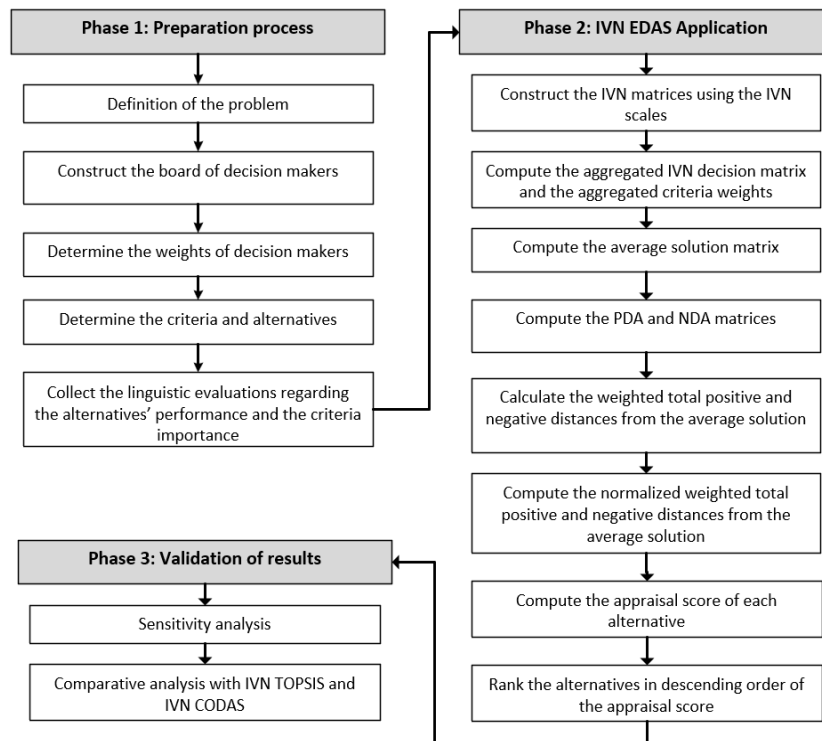 Phase 1: Preparation process
Definition of the problem
Construct the board of decision makers
Determine the weights of decision makers
Determine the criteria and alternatives
Collect the linguistic evaluations regarding
the alternatives’ performance and the criteria
importance
Phase 2: IVN EDAS Application
Construct the IVN matrices using the IVN
scales
Compute the aggregated IVN decision matrix
and the aggregated criteria weights
Compute the average solution matrix
Compute the PDA and NDA matrices
Calculate the weighted total positive and
negative distances from the average solution
Compute the normalized weighted total
positive and negative distances from the
average solution
Compute the appraisal score of each
alternative
Rank the alternatives in descending order of
the appraisal score
Phase 3: Validation of results
Sensitivity analysis
Comparative analysis with IVN TOPSIS and
IVN CODAS